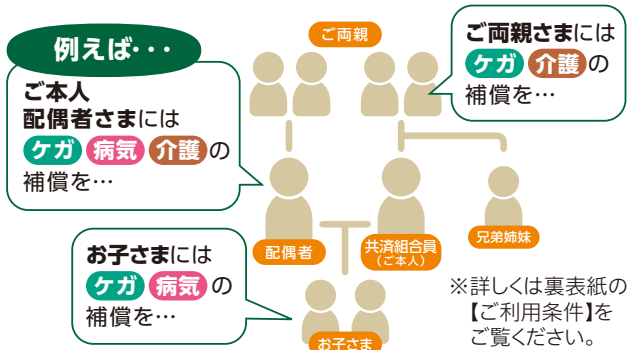 例えば・・・
ご本人
配偶者さまには
ケガ 病気 介護 の
補償を…
ご両親
ご両親さまには
ケガ 介護 の
補償を…
配偶者
共済組合員
(ご本人)
兄弟姉妹
お子さまには
ケガ 病気 の
補償を…
お子さま
※詳しくは裏表紙の
【ご利用条件】を
ご覧ください。